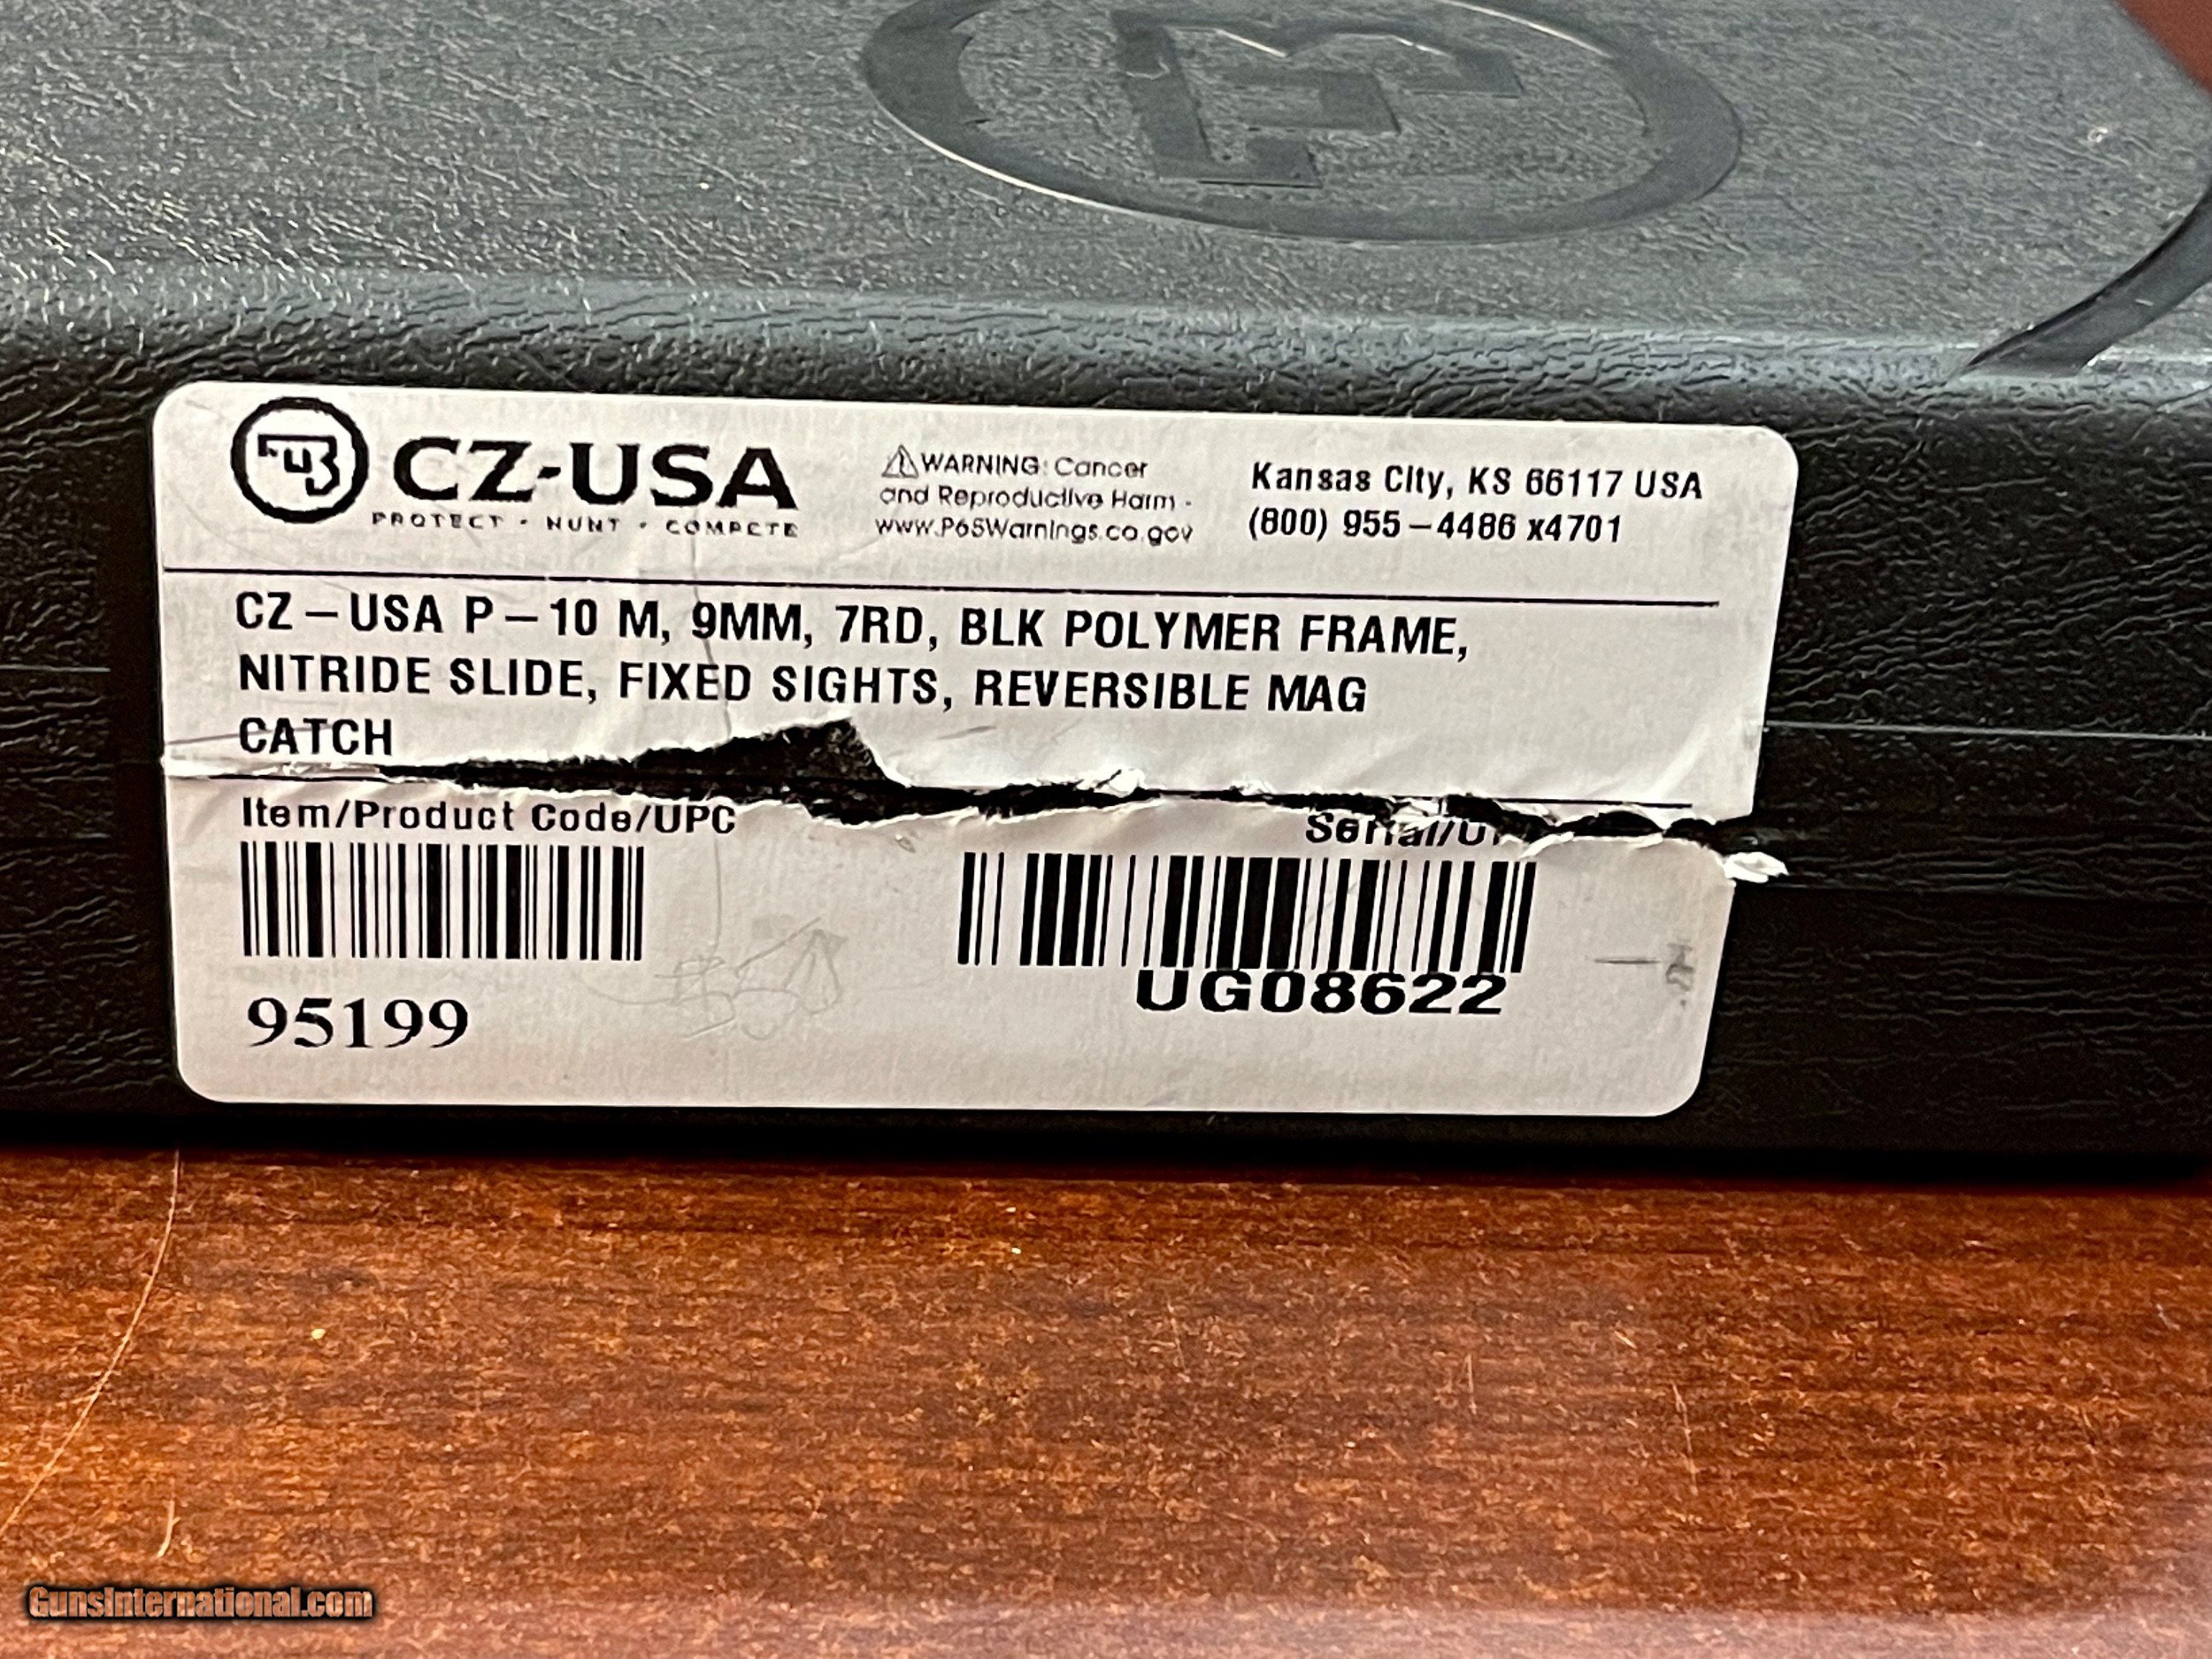 CZ-USA
PROTECT · HUNT · COMPETE
WARNING: Cancer
and Reproductive Harm -
www.P65Warnings.ca.gov
Kansas City, KS 66117 USA
(800) 955-4486 x4701
CZ-USA P-10 M, 9MM, 7RD, BLK POLYMER FRAME,
NITRIDE SLIDE, FIXED SIGHTS, REVERSIBLE MAG
CATCH
Item/Product Code/UPC
Serial/
95199
UG08622
GunsInternational.com